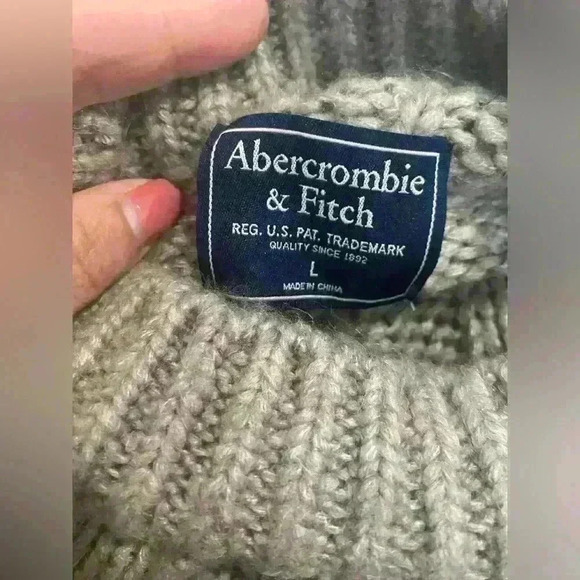 Abercrombie
& Fitch
REG. U.S. PAT. TRADEMARK
QUALITY SINCE 1892
L
MADE IN CHINA